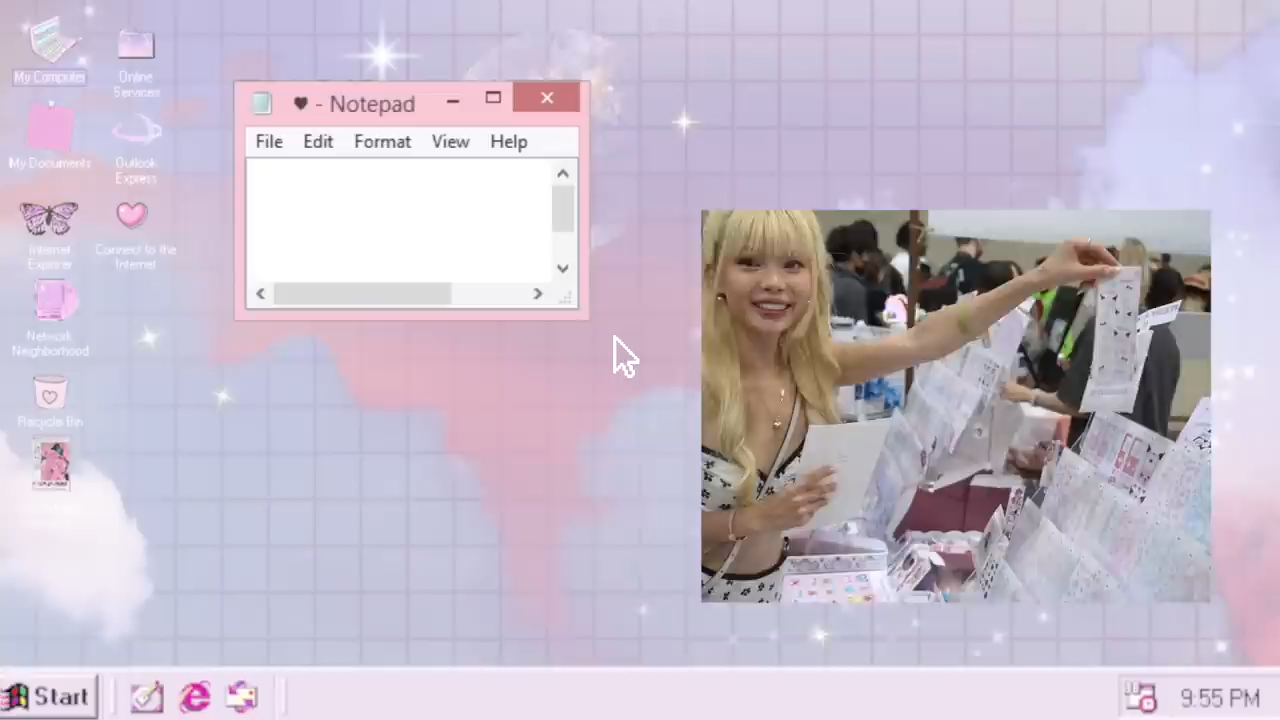 My Computer
Online
Services
My Documents
Outlook
Express
Internet
Explorer
Connect to the
Internet
Network
Neighborhood
Recycle Bin
♥ - Notepad
File Edit Format View Help
Start
9:55 PM